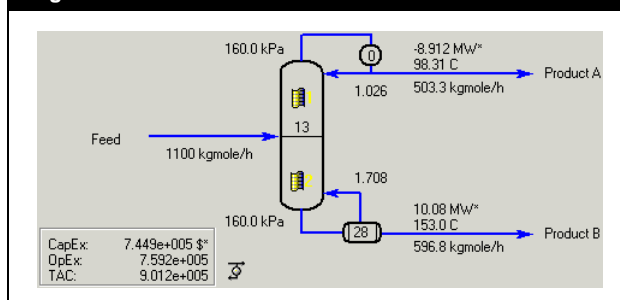 160.0 kPa
0
-8.912 MW*
98.31 C
Product A
1.026
503.3 kgmole/h
1
13
Feed
1100 kgmole/h
2
1.708
160.0 kPa
10.08 MW*
28
153.0 C
Product B
596.8 kgmole/h
CapEx: 7.449e+005 $*
OpEx: 7.592e+005
TAC: 9.012e+005